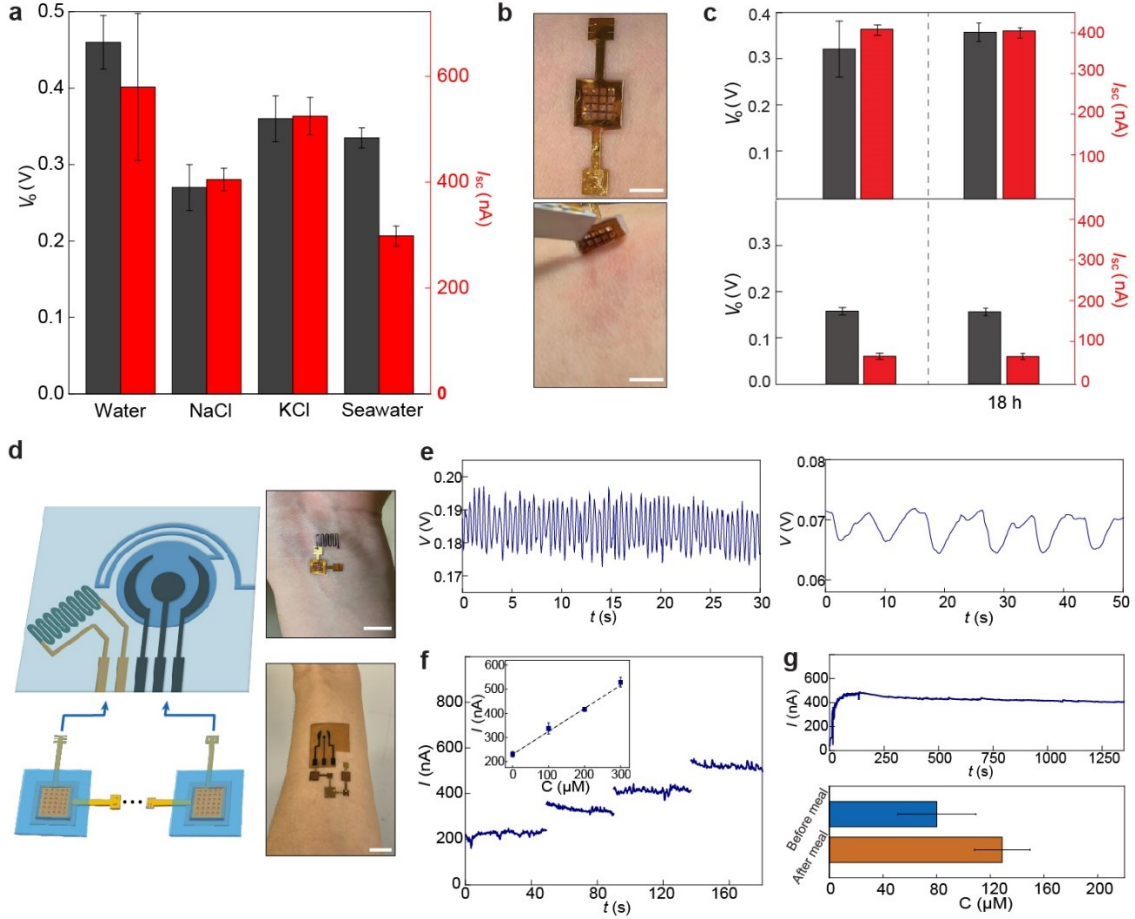 a
0.5
0.4
0.3
0.2
0.1
0.0
V₀ (V)
600
400
200
0
Isc (nA)
Water NaCl KCl Seawater
b
c
0.4
0.3
0.2
0.1
V₀ (V)
400
300
200
100
Isc (nA)
0.3
0.2
0.1
0.0
V₀ (V)
400
300
200
100
0
Isc (nA)
18 h
d
e
0.20
0.19
0.18
0.17
V (V)
0 5 10 15 20 25 30
t (s)
0.08
0.07
0.06
V (V)
0 10 20 30 40 50
t (s)
f
800
600
400
200
0
I (nA)
0 40 80 120 160
t (s)
600
500
400
300
200
I (nA)
0 100 200 300
C (µM)
g
600
400
200
0
I (nA)
0 250 500 750 1000 1250
t (s)
Before meal
After meal
0 40 80 120 160 200
C (µM)